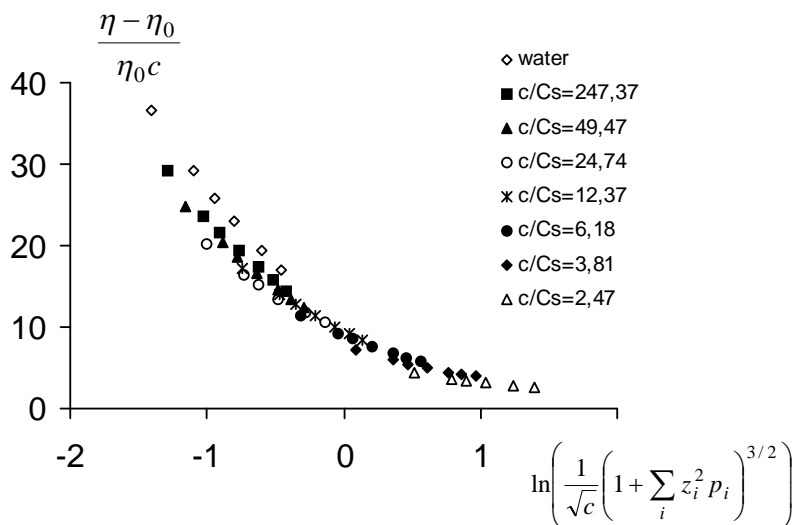 η − η₀
η₀c
water
c/Cs=247,37
c/Cs=49,47
c/Cs=24,74
c/Cs=12,37
c/Cs=6,18
c/Cs=3,81
c/Cs=2,47
40
30
20
10
0
-2 -1 0 1
ln(1/√c (1 + ∑ᵢ zᵢ² pᵢ)^3/2)